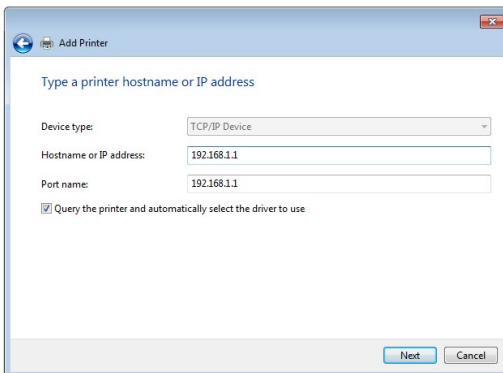 Add Printer
Type a printer hostname or IP address
Device type: TCP/IP Device
Hostname or IP address: 192.168.1.1
Port name: 192.168.1.1
Query the printer and automatically select the driver to use
Next Cancel